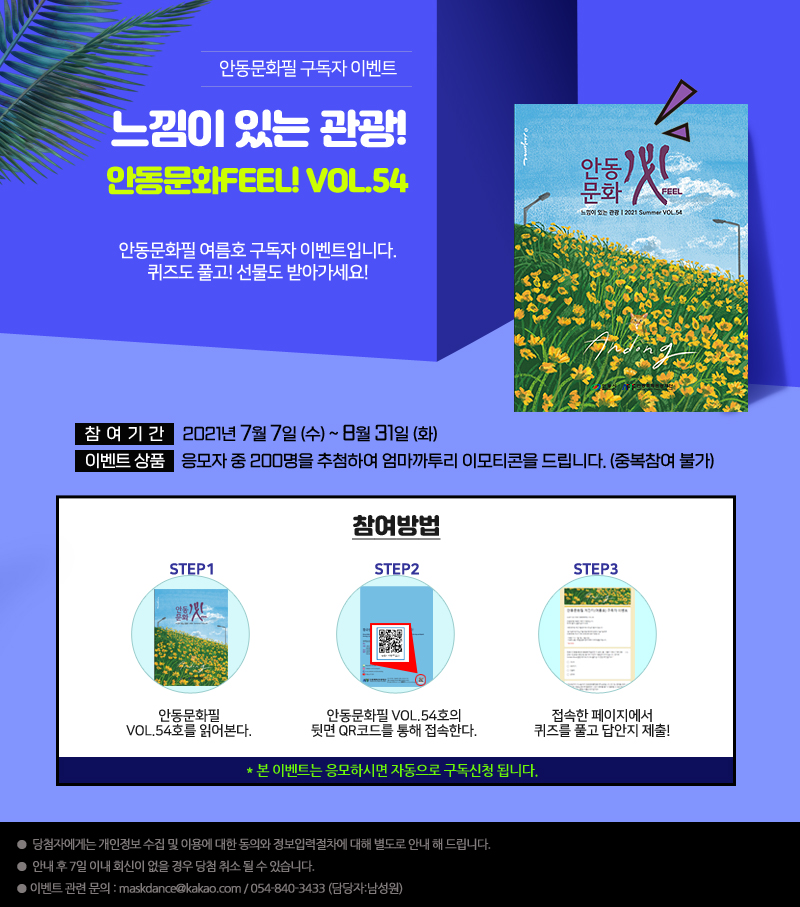 안동문화필 구독자 이벤트
느낌이 있는 관광!
안동문화FEEL! VOL.54
안동문화필 여름호 구독자 이벤트입니다.
퀴즈도 풀고! 선물도 받아가세요!
안동
문화
FEEL
느낌이 있는 관광 | 2021 Summer VOL.54
Andong
참 여 기 간 2021년 7월 7일 (수) ~ 8월 31일 (화)
이벤트 상품 응모자 중 200명을 추첨하여 엄마까투리 이모티콘을 드립니다. (중복참여 불가)
참여방법
STEP1
안동
문화
안동문화필
VOL.54호를 읽어본다.
STEP2
안동문화필 VOL.54호의
뒷면 QR코드를 통해 접속한다.
STEP3
접속한 페이지에서
퀴즈를 풀고 답안지 제출!
* 본 이벤트는 응모하시면 자동으로 구독신청 됩니다.
● 당첨자에게는 개인정보 수집 및 이용에 대한 동의와 정보입력절차에 대해 별도로 안내 해 드립니다.
● 안내 후 7일 이내 회신이 없을 경우 당첨 취소 될 수 있습니다.
● 이벤트 관련 문의 : maskdance@kakao.com / 054-840-3433 (담당자:남성원)